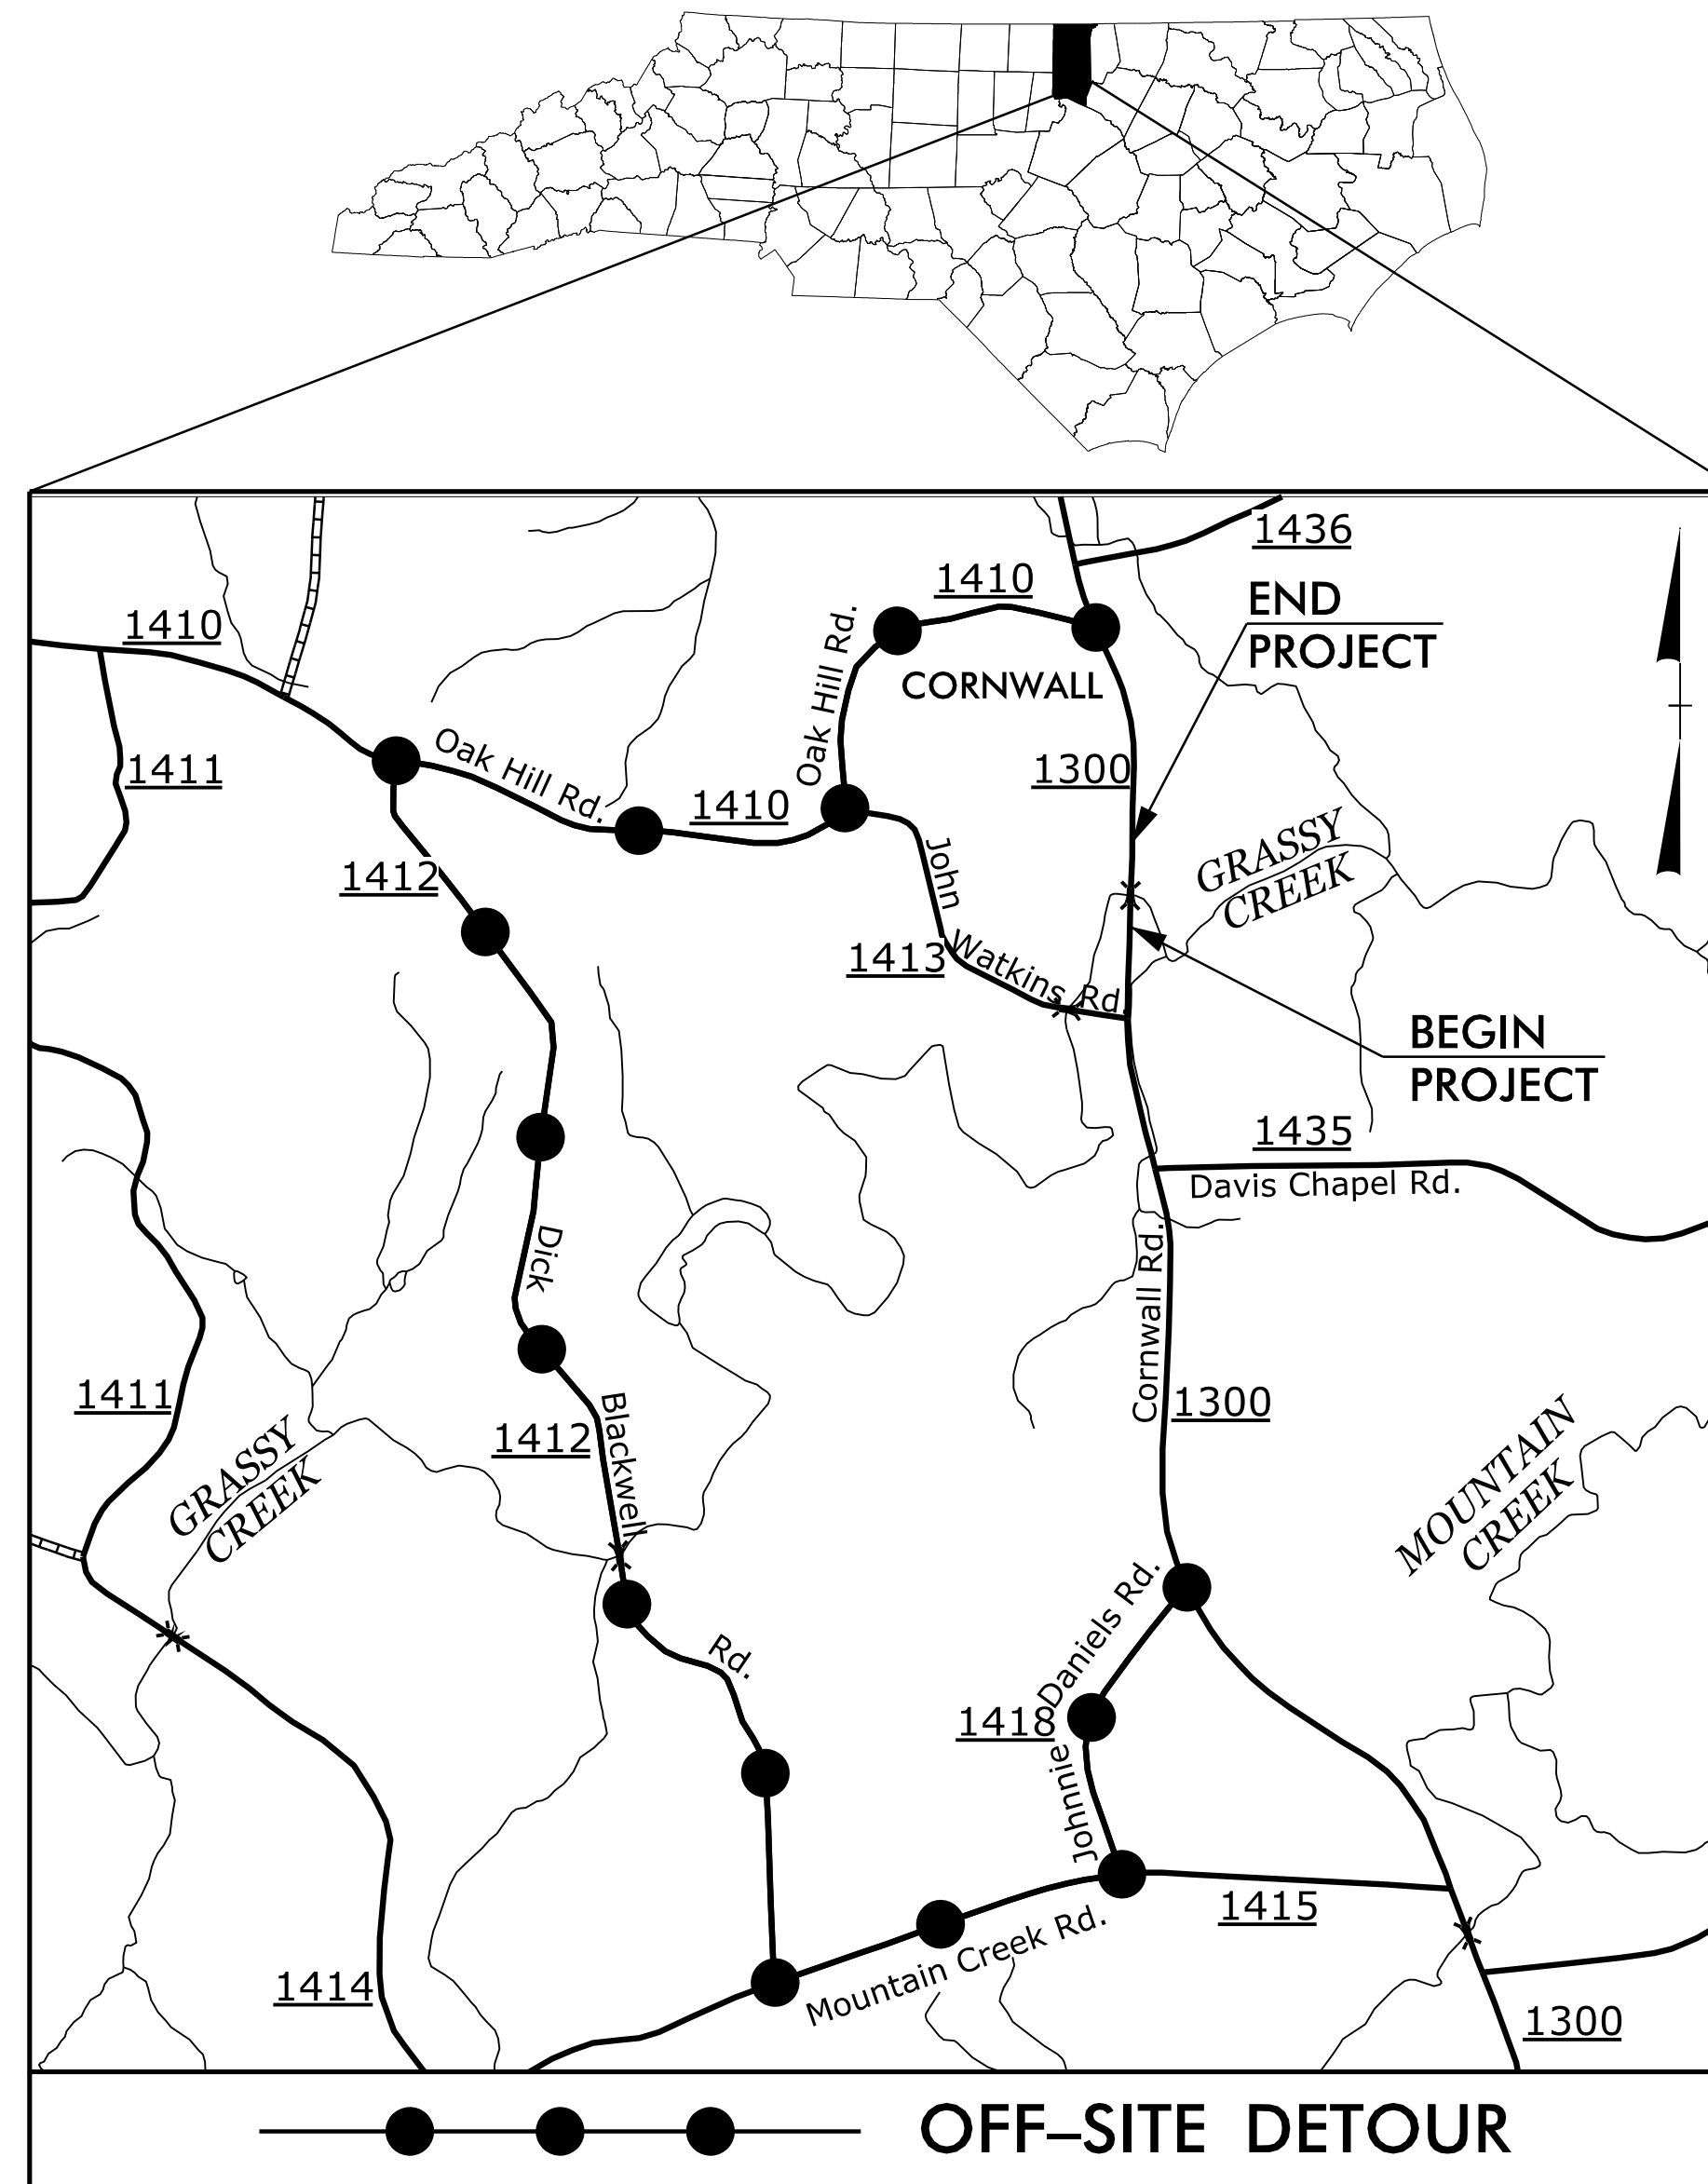 1436
1410
END
PROJECT
1410
Oak Hill Rd.
CORNWALL
Oak Hill Rd.
1411
1300
1410
1412
GRASSY
CREEK
John
Watkins Rd.
1413
BEGIN
PROJECT
1435
Davis Chapel Rd.
Dick
Cornwall Rd.
1411
1300
Blackwell
1412
GRASSY
CREEK
MOUNTAIN
CREEK
Rd.
Daniels Rd.
1418
Johnnie
1415
Mountain Creek Rd.
1414
1300
OFF–SITE DETOUR